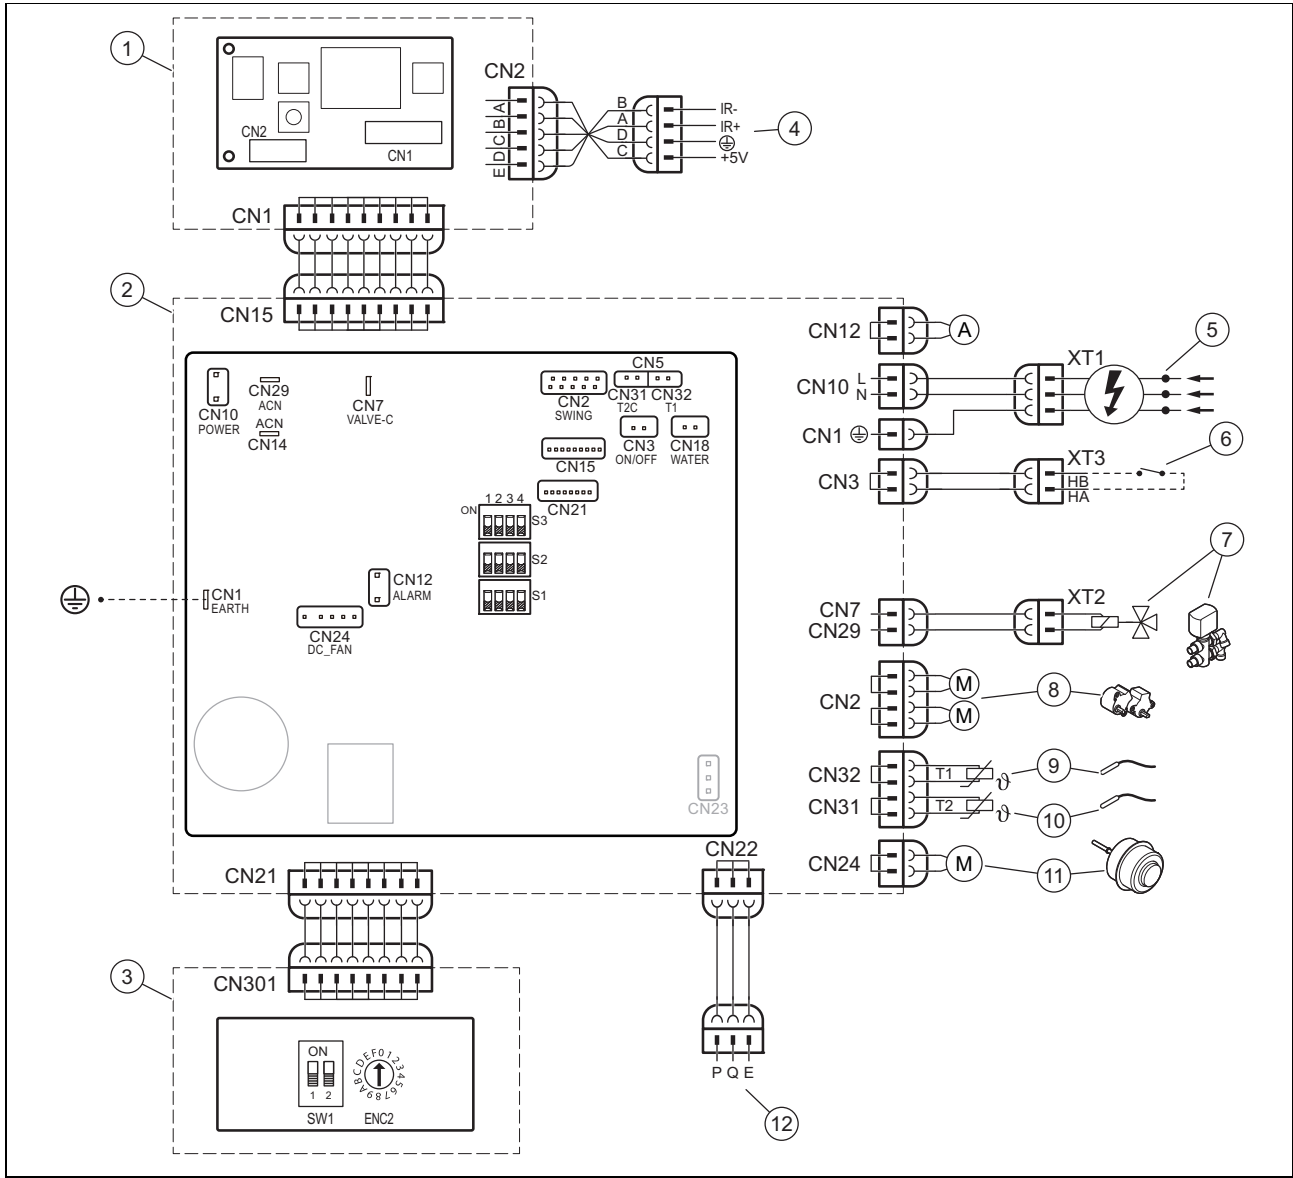 1
CN2
CN2
CN1
A
B
C
D
E
B
A
D
C
IR-
IR+
+5V
4
CN1
2
CN15
CN10
POWER
CN29
ACN
ACN
CN14
CN7
VALVE-C
CN2
SWING
CN5
CN31
CN32
T2C
T1
CN3
ON/OFF
CN18
WATER
CN15
CN21
1 2 3 4
ON
S3
S2
S1
CN12
ALARM
CN1
EARTH
CN24
DC_FAN
CN23
CN12
A
CN10
L
N
XT1
5
CN1
CN3
XT3
HB
HA
6
CN7
CN29
XT2
7
CN2
M
M
8
CN32
T1
ϑ
9
CN31
T2
ϑ
10
CN24
M
11
CN21
CN22
CN301
3
ON
1 2
SW1
0123456789ABCDEF
ENC2
P Q E
12